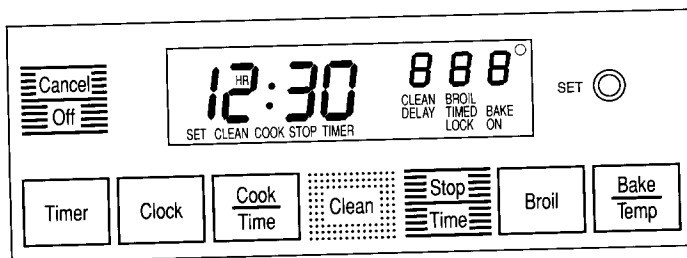 Cancel
Off
HR
12:30
888°
SET CLEAN COOK STOP TIMER
CLEAN BROIL
DELAY TIMED BAKE
LOCK ON
SET
Timer
Clock
Cook
Time
Clean
Stop
Time
Broil
Bake
Temp